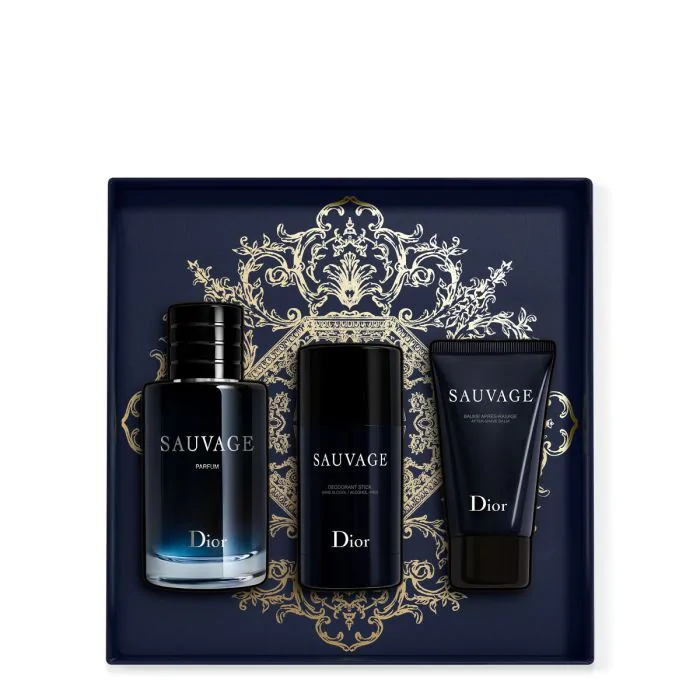 SAUVAGE
PARFUM
Dior
SAUVAGE
DEODORANT STICK
SANS ALCOOL / ALCOHOL-FREE
Dior
SAUVAGE
BAUME APRÈS-RASAGE
AFTER-SHAVE BALM
Dior